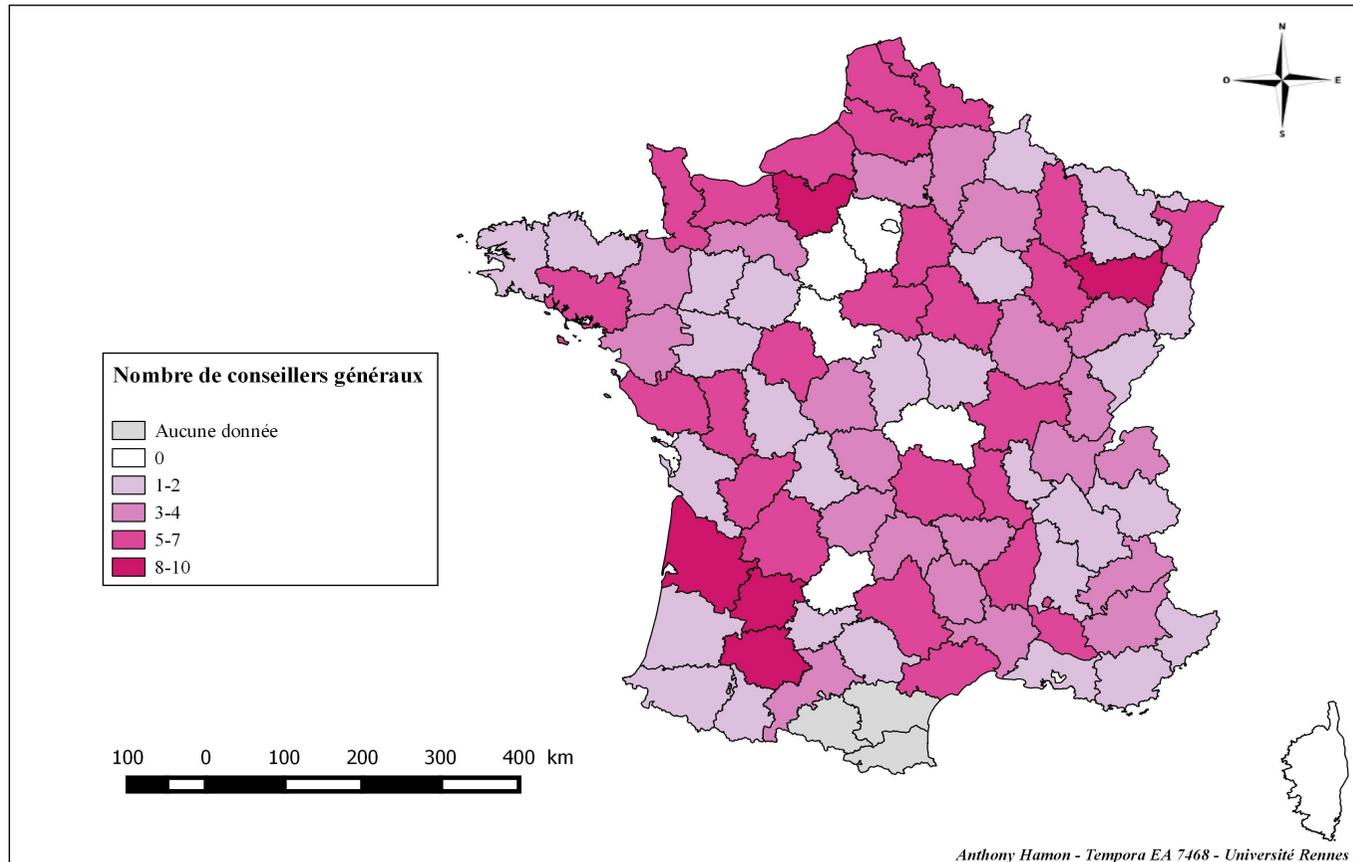 N
O E
S
Nombre de conseillers généraux
Aucune donnée
0
1-2
3-4
5-7
8-10
100 0 100 200 300 400 km
Anthony Hamon - Tempora EA 7468 - Université Rennes